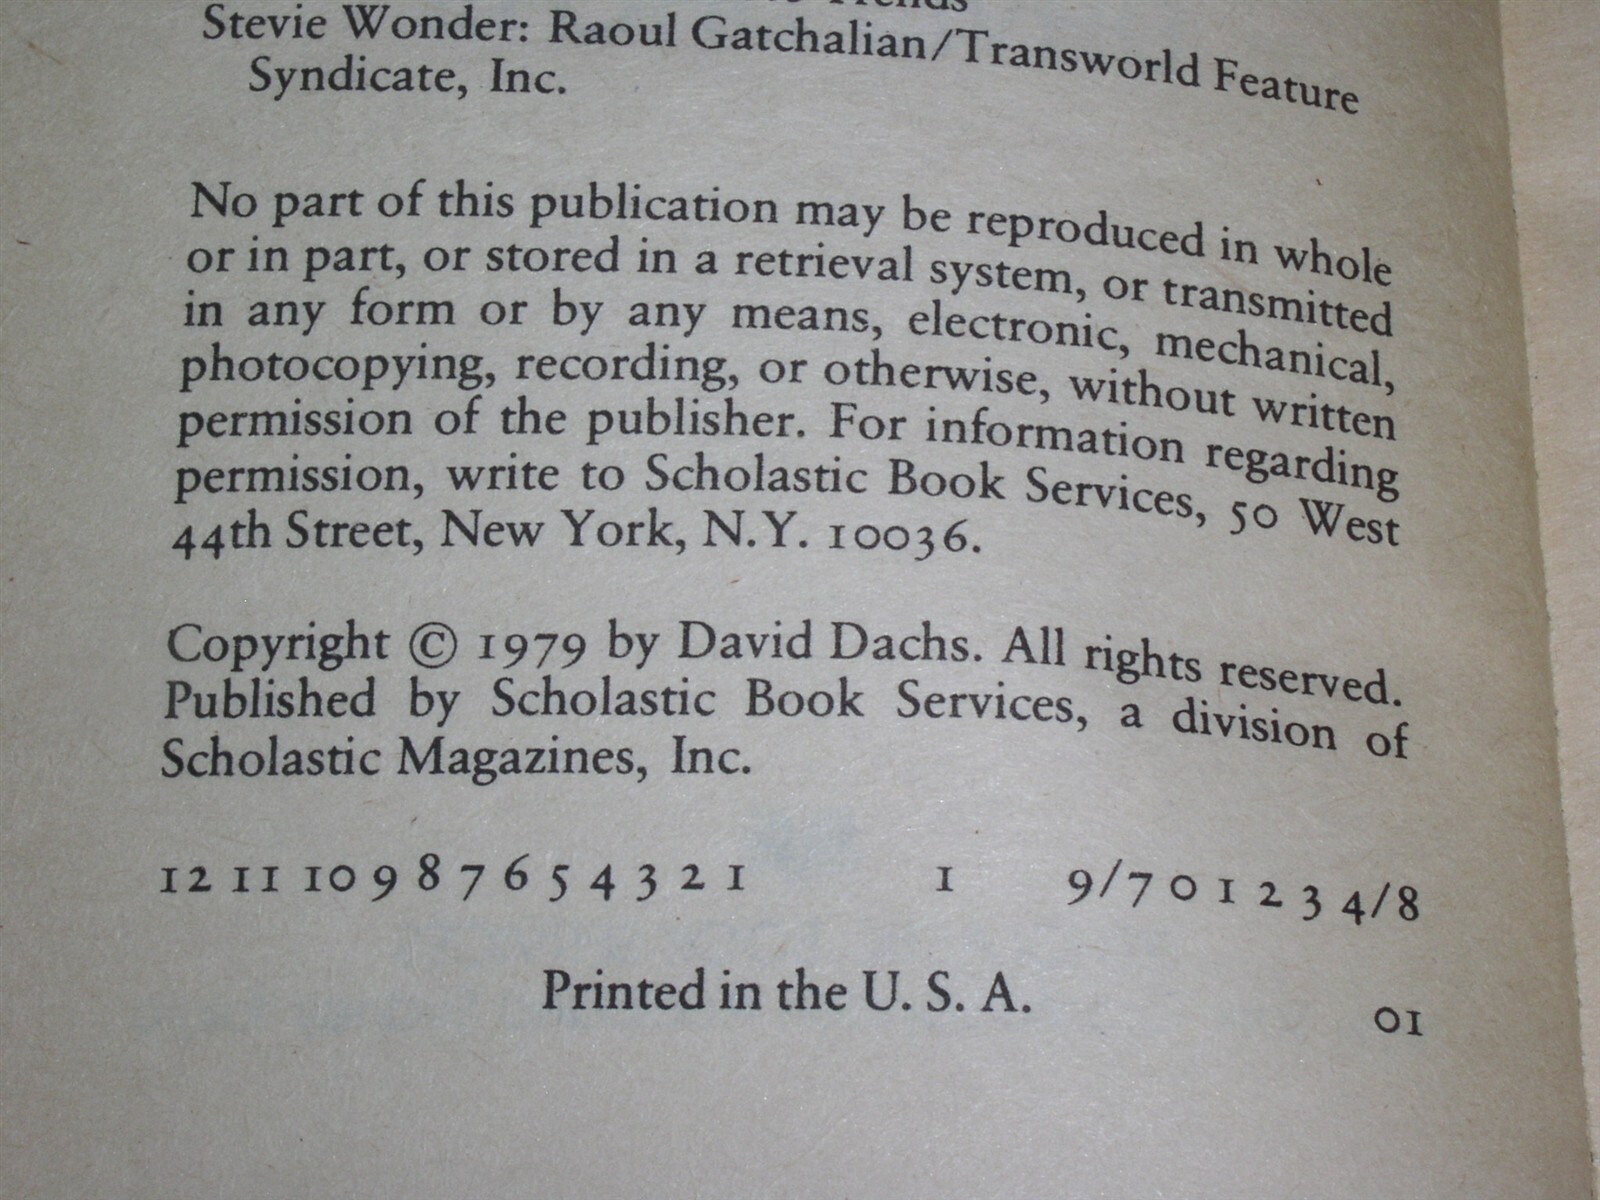 Stevie Wonder: Raoul Gatchalian/Transworld Feature
Syndicate, Inc.
No part of this publication may be reproduced in whole
or in part, or stored in a retrieval system, or transmitted
in any form or by any means, electronic, mechanical,
photocopying, recording, or otherwise, without written
permission of the publisher. For information regarding
permission, write to Scholastic Book Services, 50 West
44th Street, New York, N.Y. 10036.
Copyright © 1979 by David Dachs. All rights reserved.
Published by Scholastic Book Services, a division of
Scholastic Magazines, Inc.
12 11 10 9 8 7 6 5 4 3 2 1 1 9/7 0 1 2 3 4/8
Printed in the U. S. A.
01